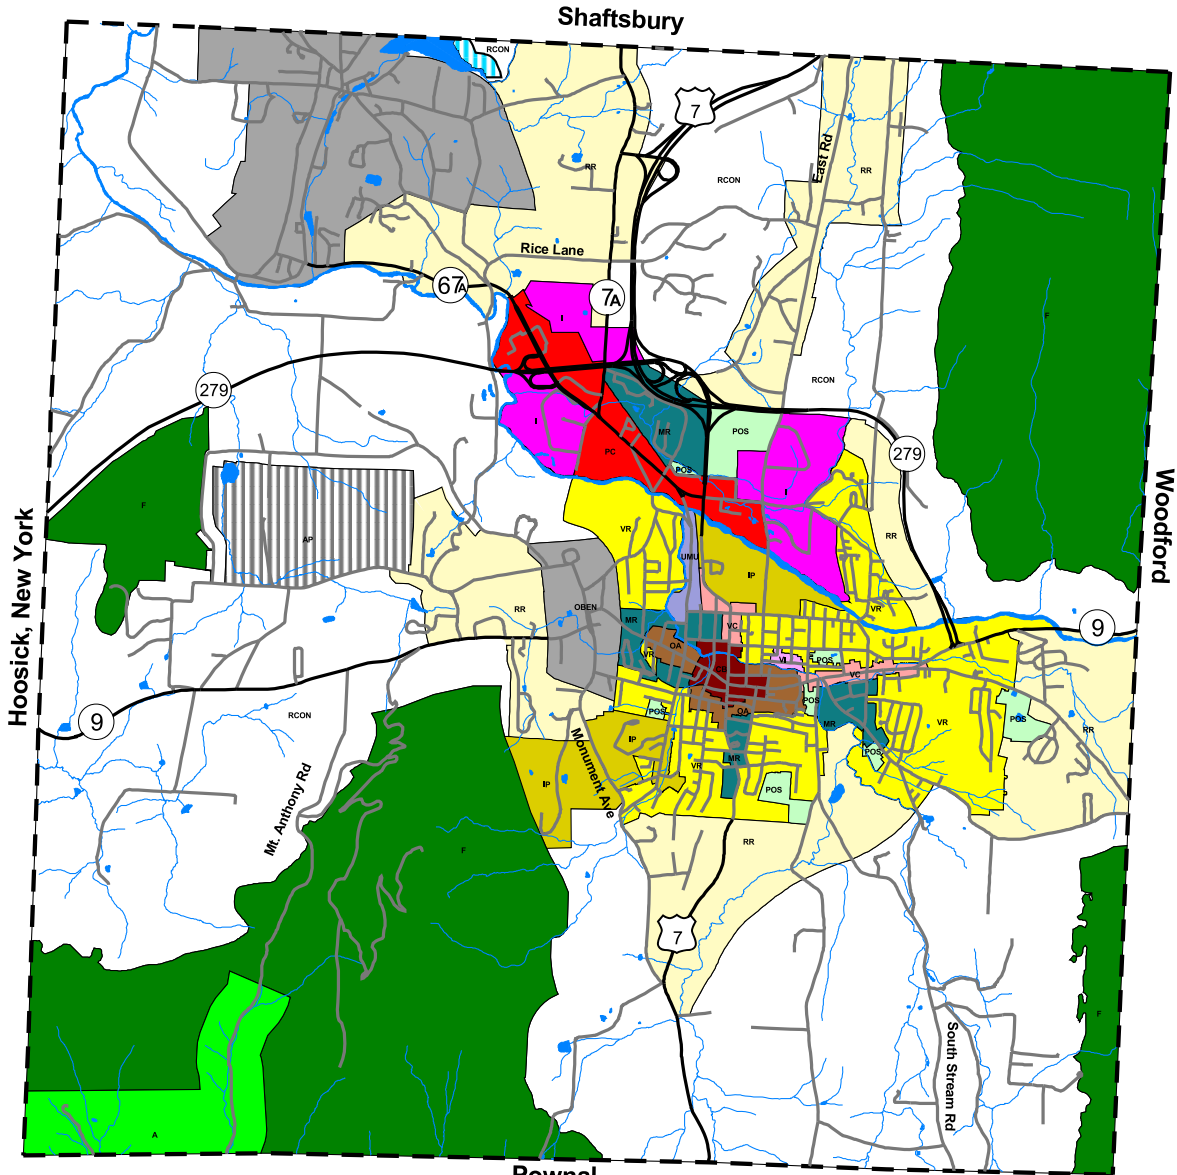 Shaftsbury
RCON
7
East Rd
RR
RR
RCON
Rice Lane
67A
7A
I
F
279
RCON
I
MR
POS
PC
POS
279
I
Woodford
F
AP
VR
RR
UMU
IP
Hoosick, New York
OBEN
RR
MR
VC
VR
9
OA
VR
CB
VI
POS
VC
RCON
9
POS
OA
POS
MR
VR
POS
RR
IP
Monument Ave
POS
MR
VR
IP
POS
Mt. Anthony Rd
RR
F
7
F
South Stream Rd
A
Pownal